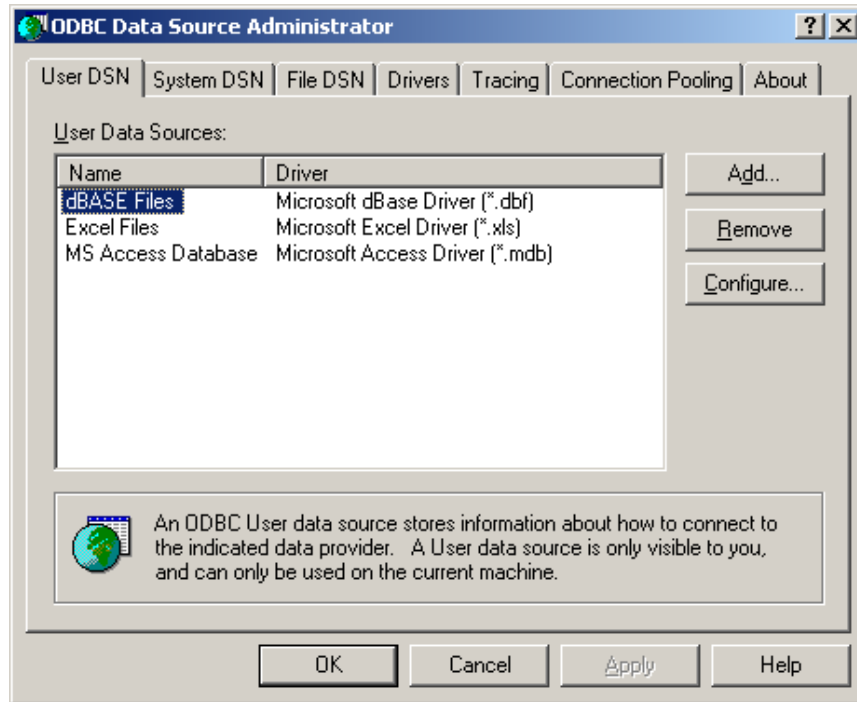 ODBC Data Source Administrator
User DSN System DSN File DSN Drivers Tracing Connection Pooling About
User Data Sources:
Name Driver
dBASE Files Microsoft dBase Driver (*.dbf)
Excel Files Microsoft Excel Driver (*.xls)
MS Access Database Microsoft Access Driver (*.mdb)
Add...
Remove
Configure...
An ODBC User data source stores information about how to connect to
the indicated data provider. A User data source is only visible to you,
and can only be used on the current machine.
OK Cancel Apply Help